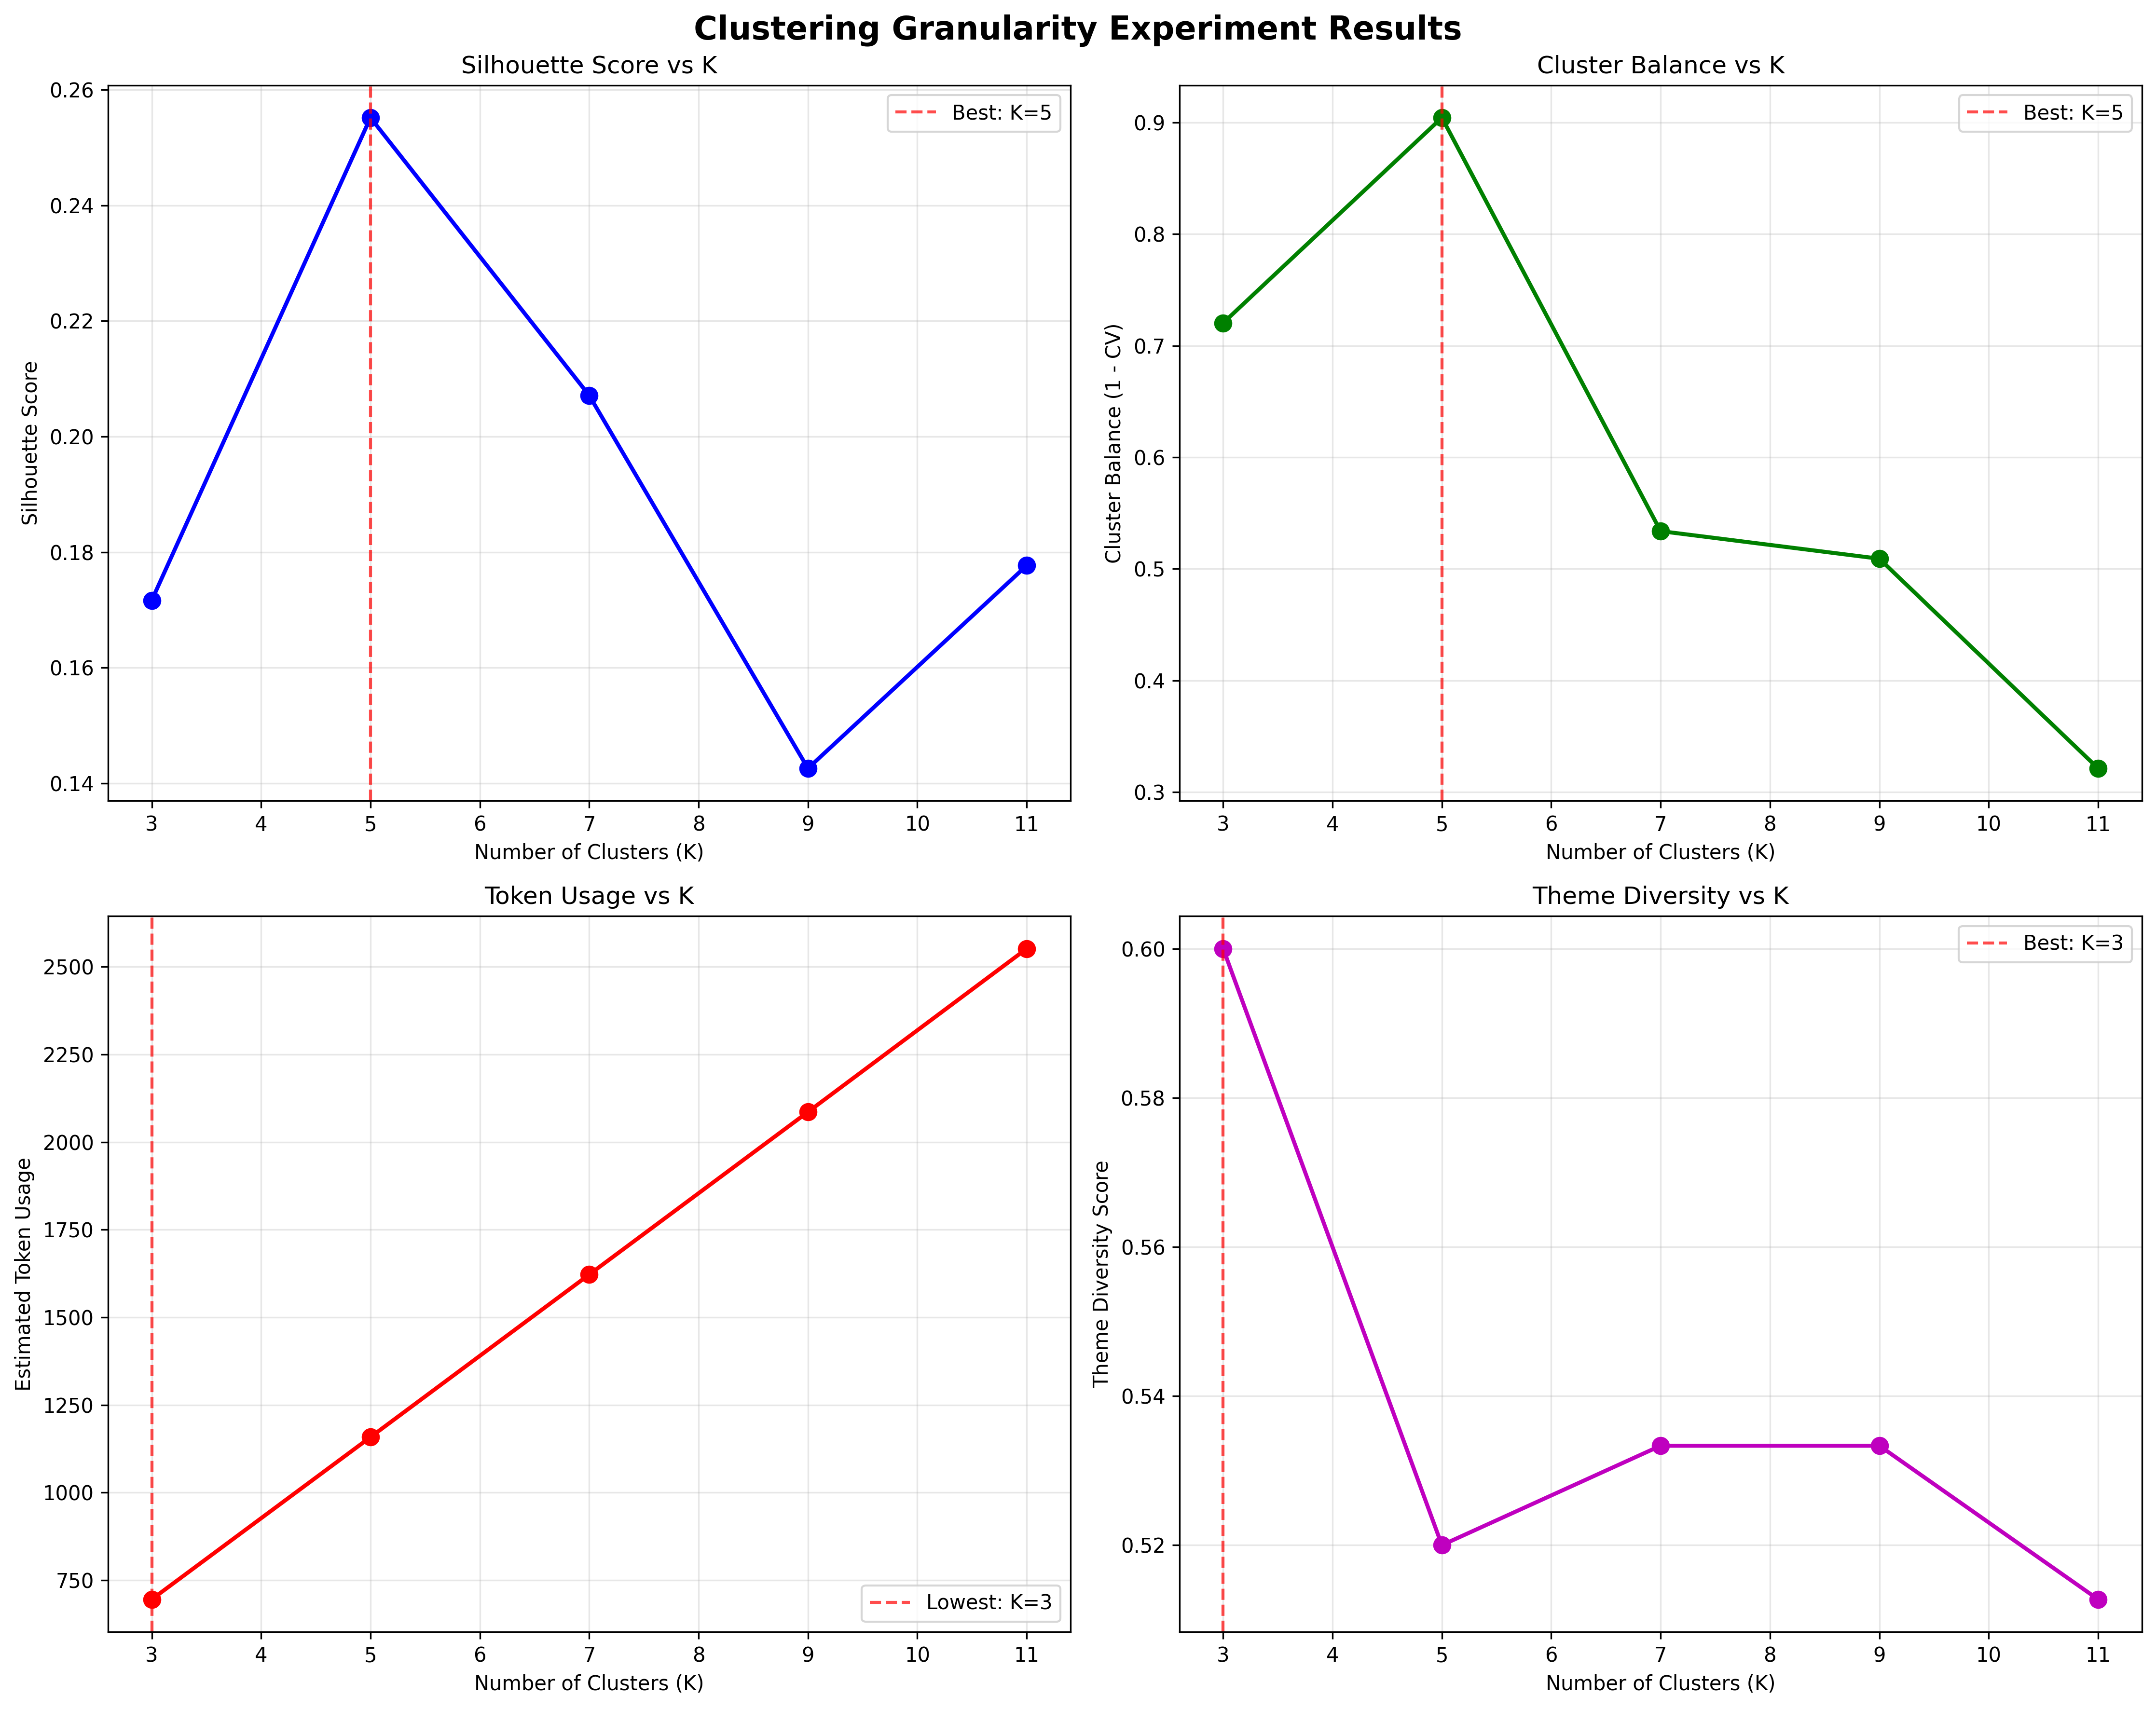 Clustering Granularity Experiment Results
Silhouette Score vs K
Silhouette Score
0.26
0.24
0.22
0.20
0.18
0.16
0.14
Best: K=5
3 4 5 6 7 8 9 10 11
Number of Clusters (K)
Cluster Balance vs K
Cluster Balance (1 - CV)
0.9
0.8
0.7
0.6
0.5
0.4
0.3
Best: K=5
3 4 5 6 7 8 9 10 11
Number of Clusters (K)
Token Usage vs K
Estimated Token Usage
2500
2250
2000
1750
1500
1250
1000
750
Lowest: K=3
3 4 5 6 7 8 9 10 11
Number of Clusters (K)
Theme Diversity vs K
Theme Diversity Score
0.60
0.58
0.56
0.54
0.52
Best: K=3
3 4 5 6 7 8 9 10 11
Number of Clusters (K)